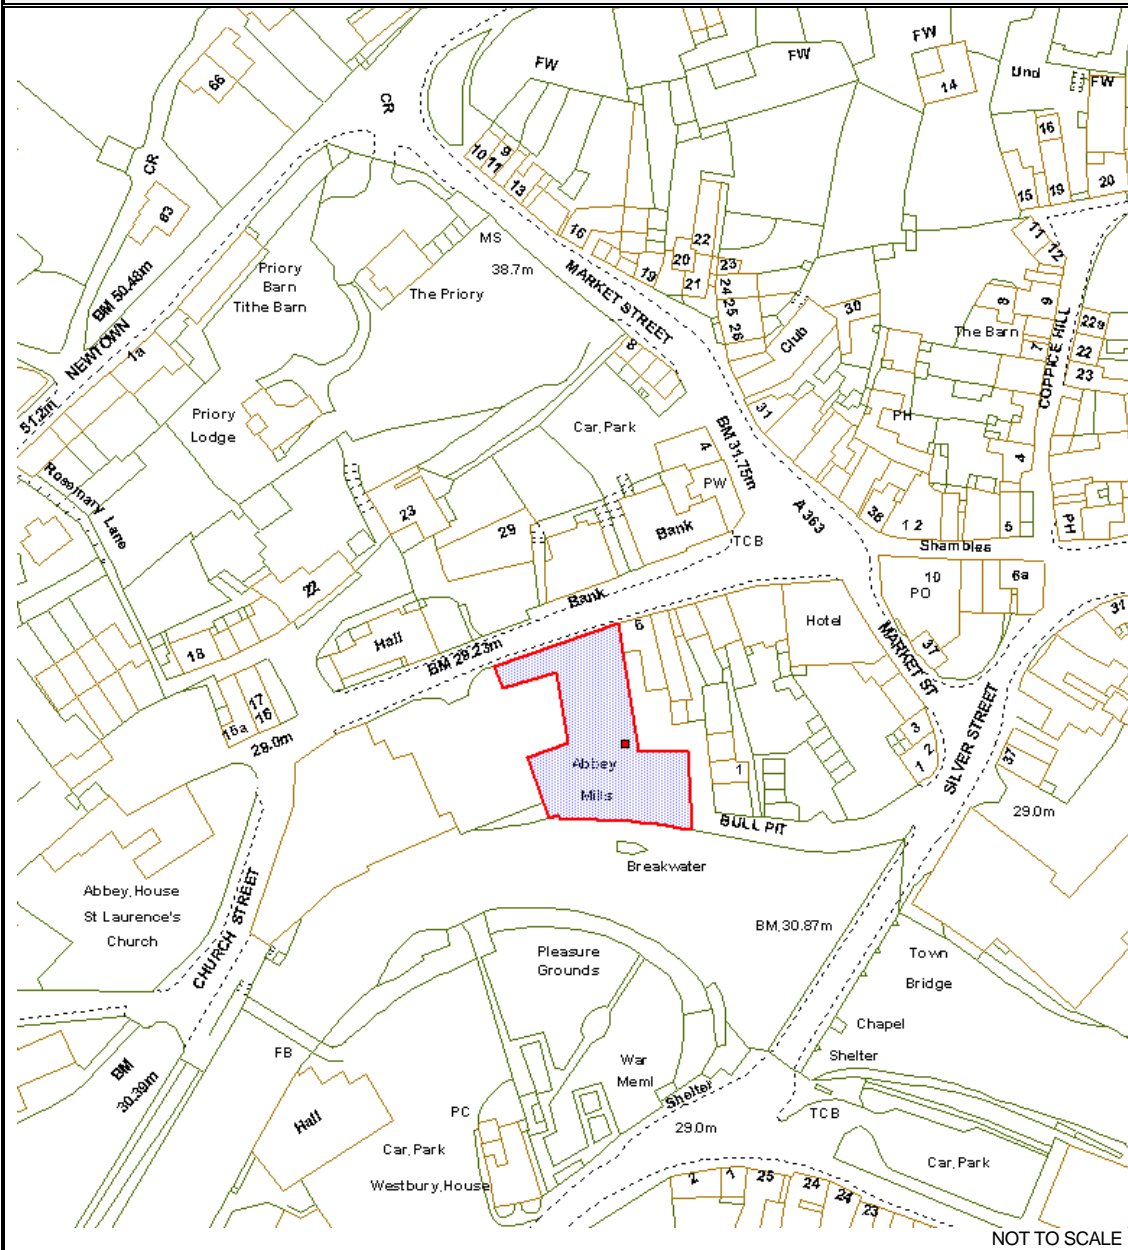 FW
FW
FW
Und
FW
66
CR
14
CR
10
11
9
13
16
15
19
20
83
MS
16
22
11
12
BM 50.48m
Priory
Barn
Tithe Barn
38.7m
The Priory
MARKET STREET
20
19
21
23
24
25
26
30
8
9
NEWTOWN
1a
8
Club
The Barn
7
22a
22
23
COPPICE HILL
51.2m
Priory
Lodge
Car Park
31
PH
4
BM 31.75m
4
Rosemary Lane
23
29
PW
Bank
A 363
38
1 2
5
PH
TCB
Shambles
22
Bank
10
PO
6a
Hall
6
Hotel
31
18
BM 29.23m
MARKET ST
37
17
16
15a
29.0m
3
2
1
SILVER STREET
37
Abbey
Mills
1
BULL PIT
29.0m
Breakwater
Abbey House
St Laurence's
Church
CHURCH STREET
BM 30.87m
Pleasure
Grounds
Town
Bridge
Chapel
FB
War
Meml
Shelter
BM
30.39m
Shelter
Hall
PC
29.0m
TCB
Car Park
Car Park
Westbury House
2
1
25
24
24
23
NOT TO SCALE